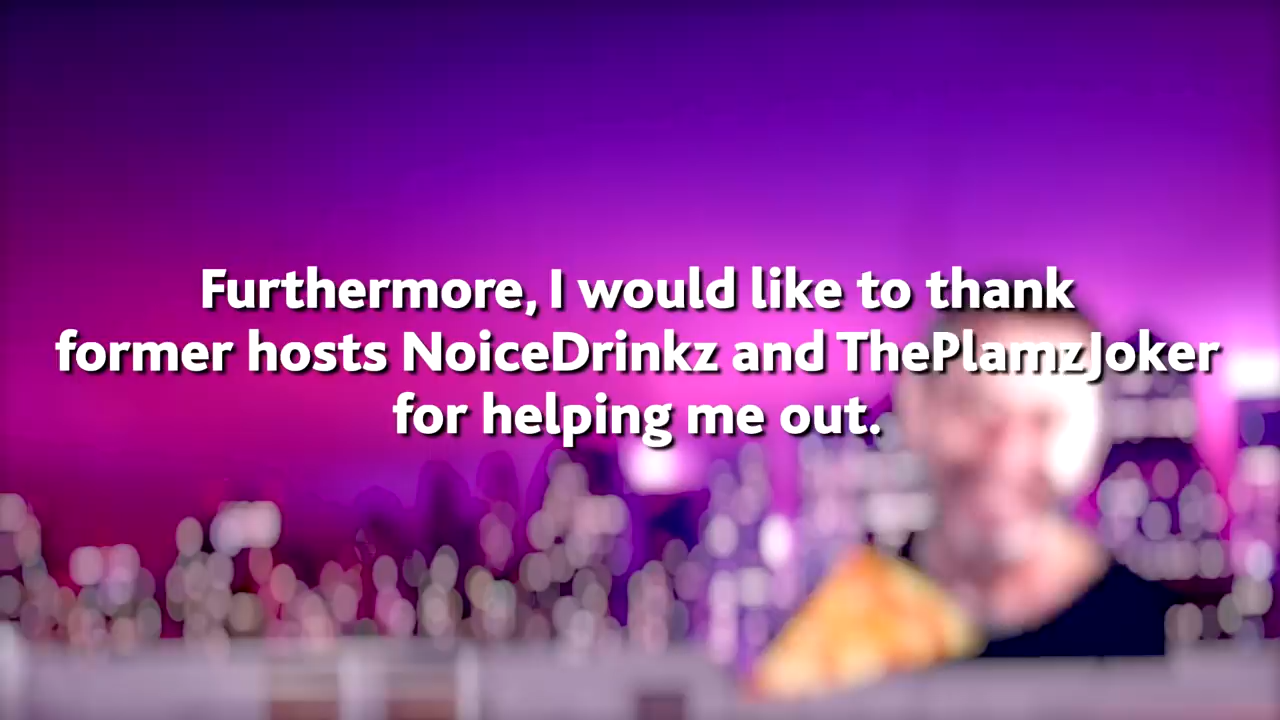 Furthermore, I would like to thank
former hosts NoiceDrinkz and ThePlamzJoker
for helping me out.